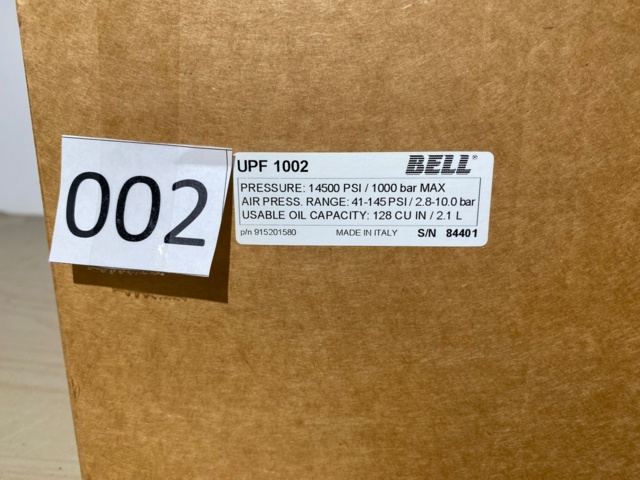 002
UPF 1002 BELL®
PRESSURE: 14500 PSI / 1000 bar MAX
AIR PRESS. RANGE: 41-145 PSI / 2.8-10.0 bar
USABLE OIL CAPACITY: 128 CU IN / 2.1 L
p/n 915201580 MADE IN ITALY S/N 84401